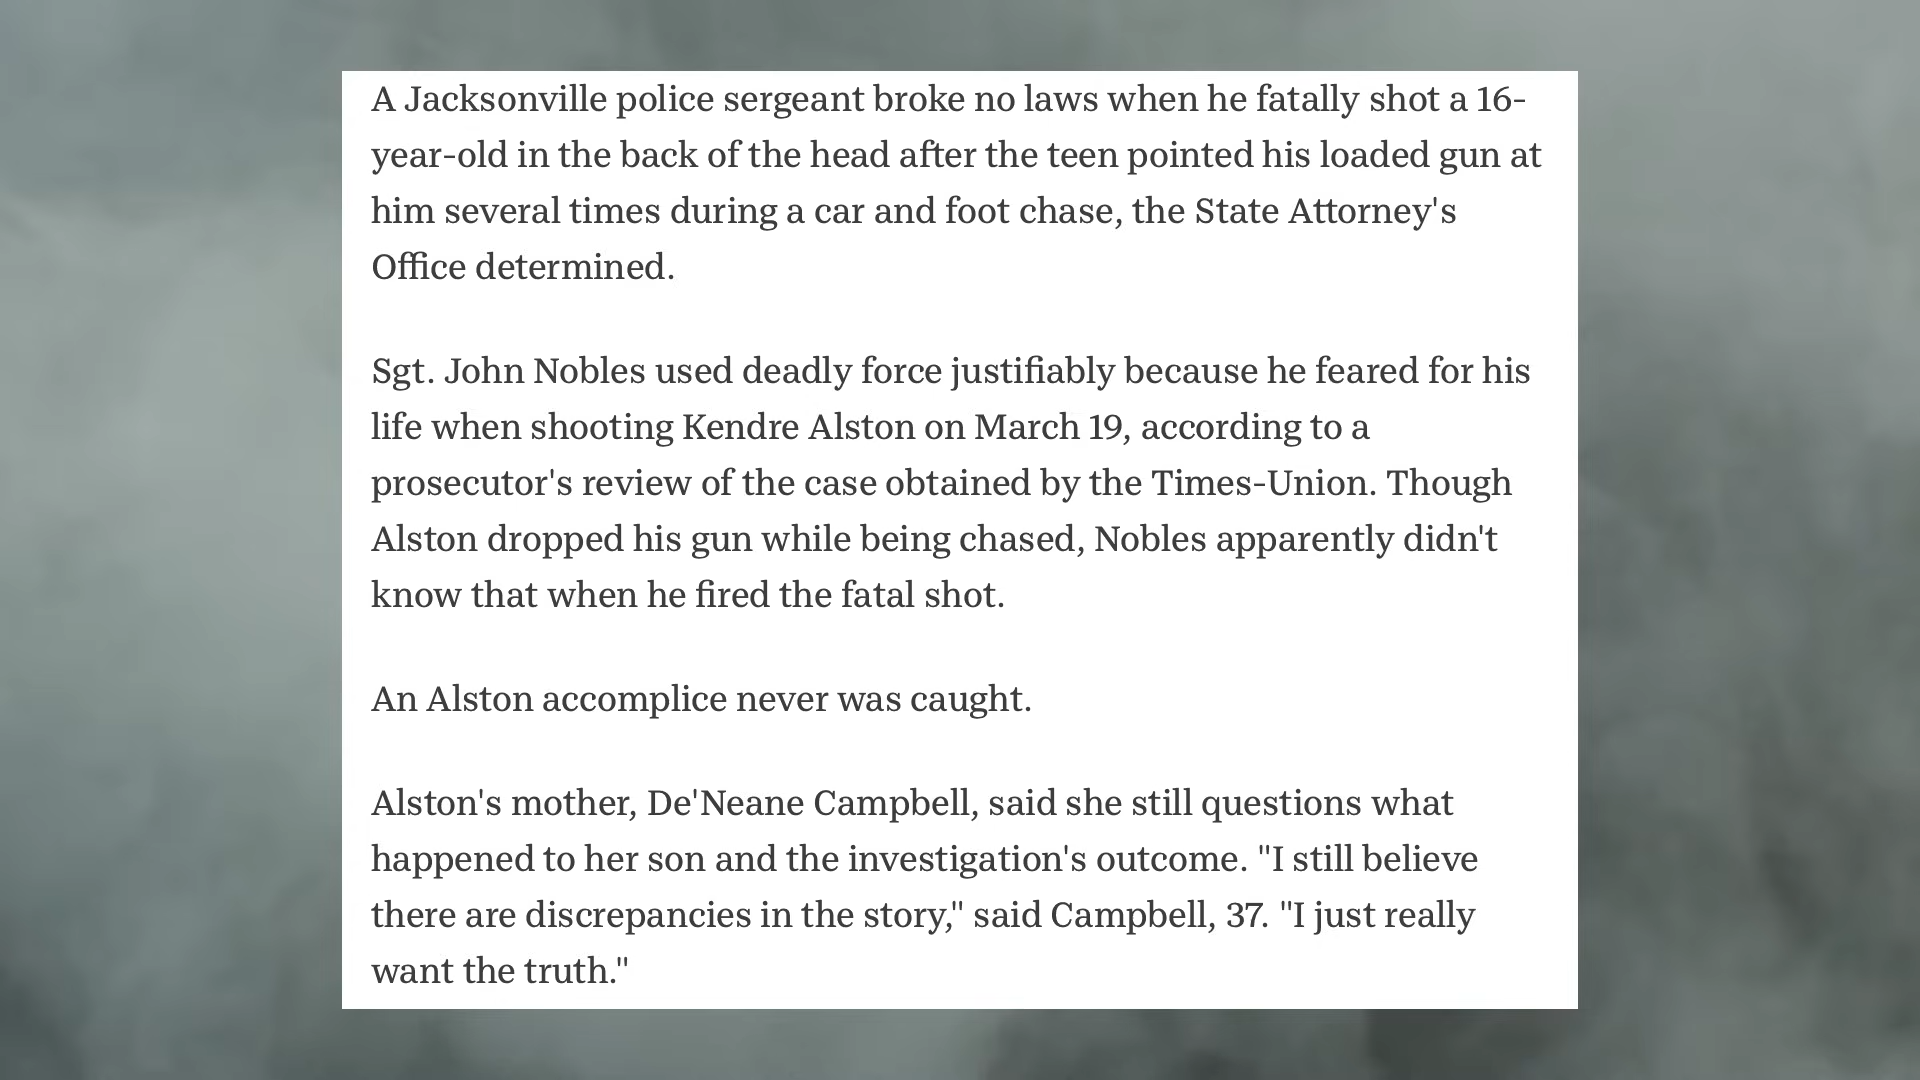 A Jacksonville police sergeant broke no laws when he fatally shot a 16-
year-old in the back of the head after the teen pointed his loaded gun at
him several times during a car and foot chase, the State Attorney's
Office determined.
Sgt. John Nobles used deadly force justifiably because he feared for his
life when shooting Kendre Alston on March 19, according to a
prosecutor's review of the case obtained by the Times-Union. Though
Alston dropped his gun while being chased, Nobles apparently didn't
know that when he fired the fatal shot.
An Alston accomplice never was caught.
Alston's mother, De'Neane Campbell, said she still questions what
happened to her son and the investigation's outcome. "I still believe
there are discrepancies in the story," said Campbell, 37. "I just really
want the truth."